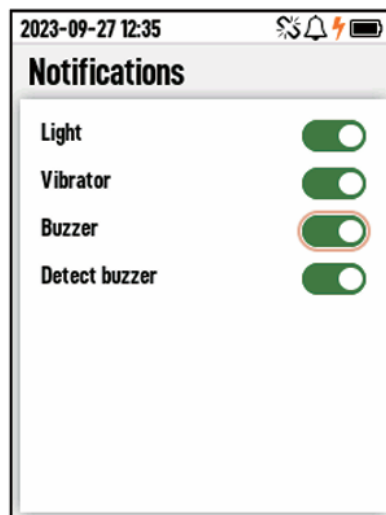 2023-09-27 12:35
Notifications
Light
Vibrator
Buzzer
Detect buzzer